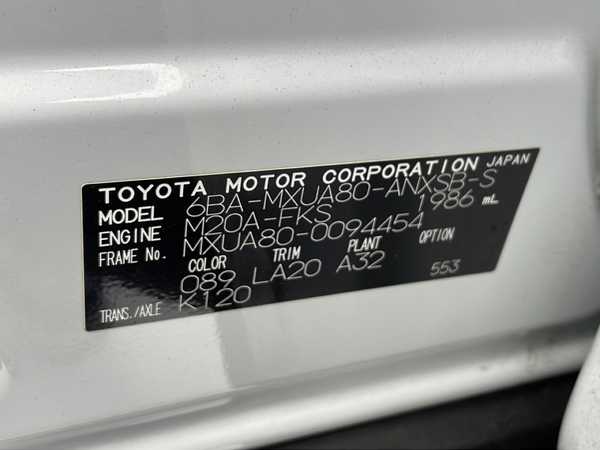 TOYOTA MOTOR CORPORATION JAPAN
MODEL 6BA-MXUA80-ANXSB-S
ENGINE M20A-FKS 1986 mL
FRAME No. MXUA80-0094454
COLOR TRIM PLANT OPTION
089 LA20 A32 553
TRANS./AXLE K120